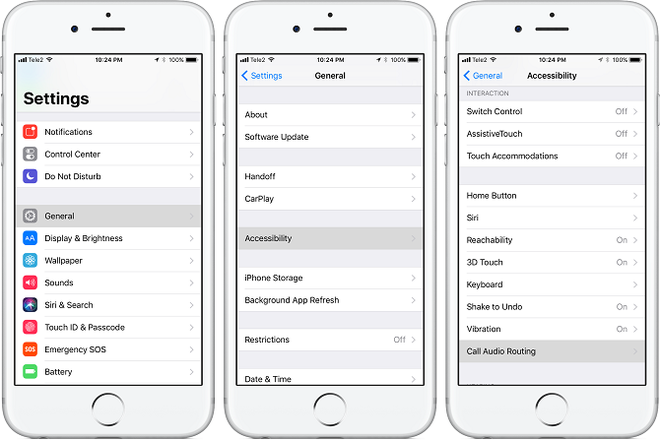 Tele2 10:24 PM 100%
Settings
Notifications
Control Center
Do Not Disturb
General
Display & Brightness
AA
Wallpaper
Sounds
Siri & Search
Touch ID & Passcode
SOS Emergency SOS
Battery
Tele2 10:24 PM 100%
Settings General
About
Software Update
Handoff
CarPlay
Accessibility
iPhone Storage
Background App Refresh
Restrictions Off
Date & Time
Tele2 10:24 PM 100%
General Accessibility
INTERACTION
Switch Control Off
AssistiveTouch Off
Touch Accommodations Off
Home Button
Siri
Reachability On
3D Touch On
Keyboard
Shake to Undo On
Vibration On
Call Audio Routing